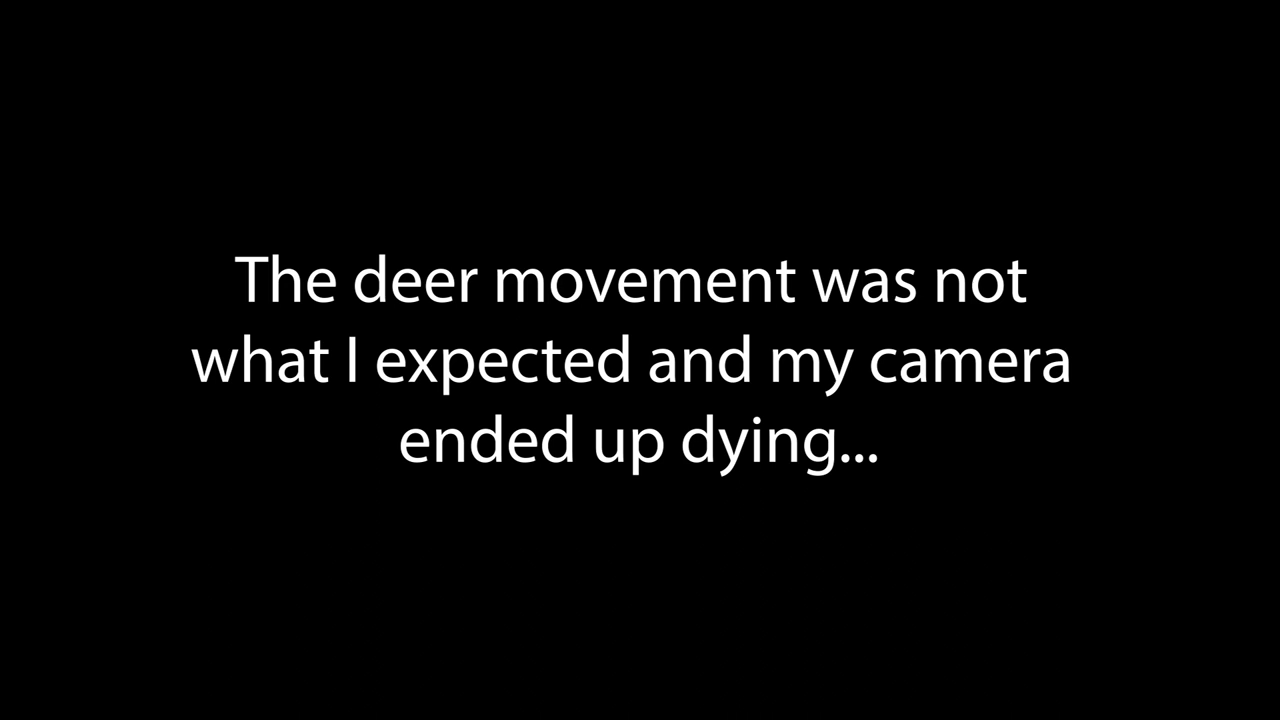 The deer movement was not
what I expected and my camera
ended up dying...